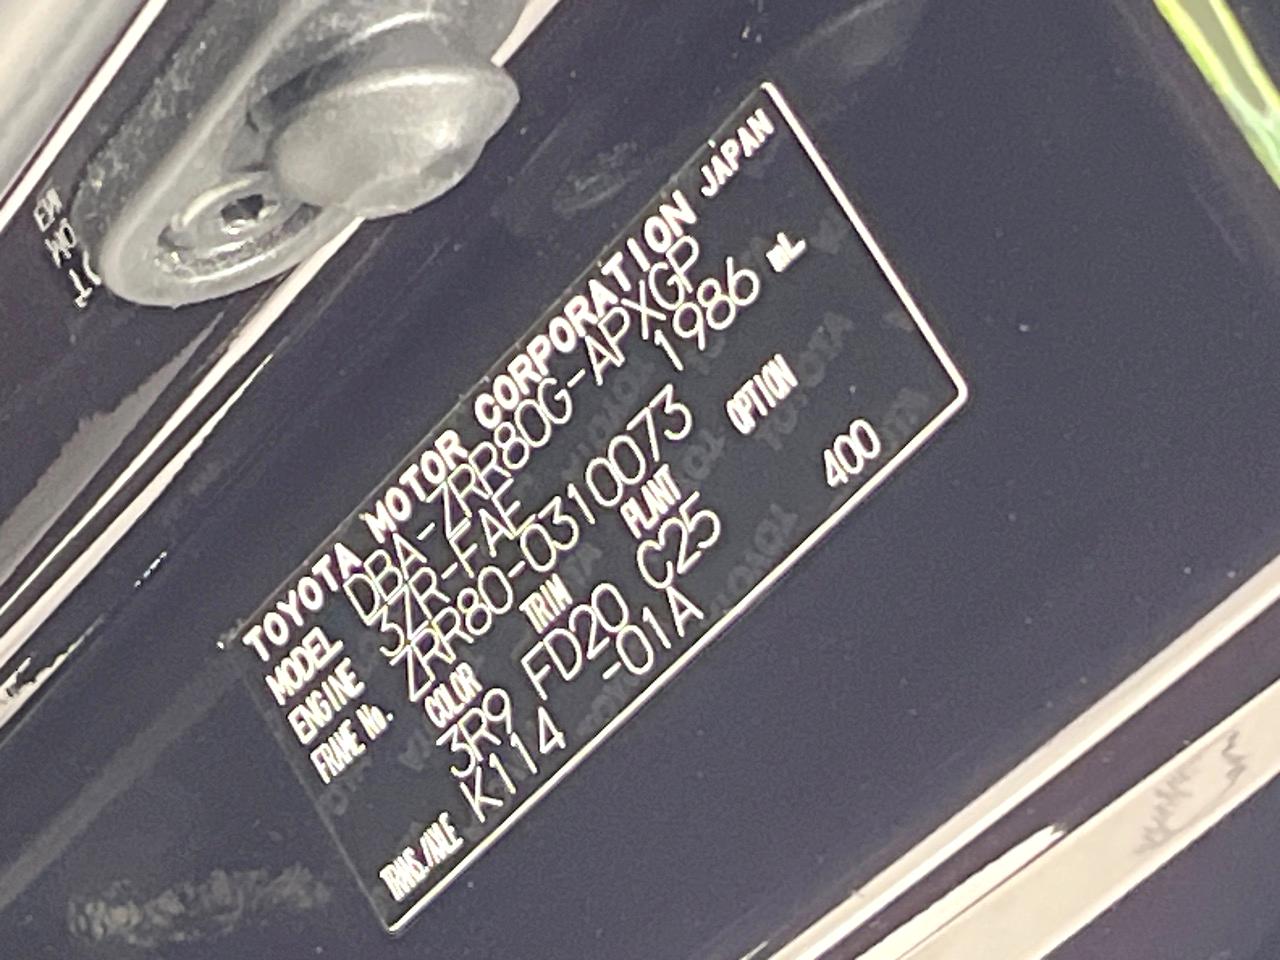 TOYOTA MOTOR CORPORATION JAPAN
MODEL DBA-ZRR80G-APXGP
ENGINE 3ZR-FAE 1986 mL
FRAME No. ZRR80-0310073
COLOR TRIM PLANT OPTION
3R9 FD20 C25 400
TRANS./AXLE K114 -01A